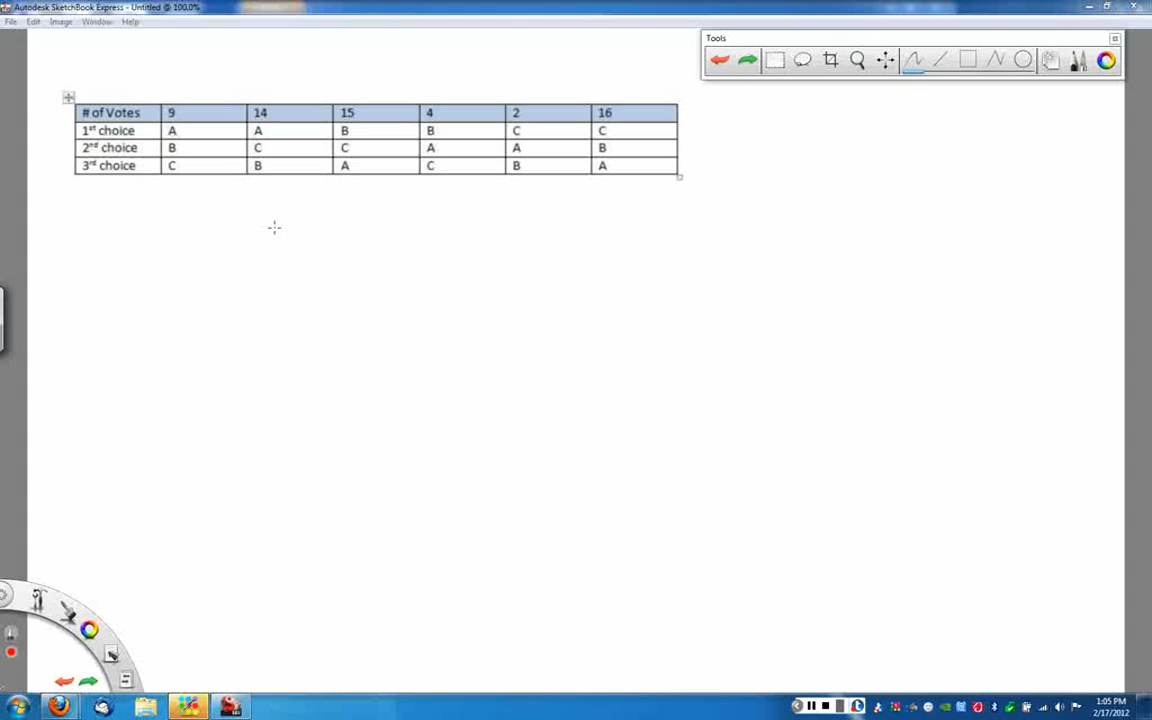 Autodesk SketchBook Express - Untitled @ 100.0%
File Edit Image Window Help
Tools
# of Votes 9 14 15 4 2 16
1st choice A A B B C C
2nd choice B C C A A B
3rd choice C B A C B A
1:05 PM
2/17/2012